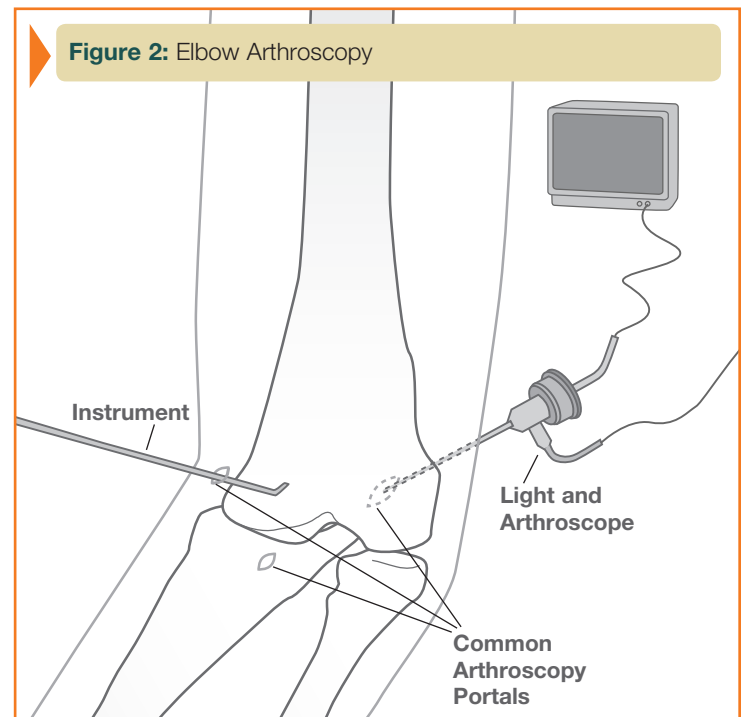 Figure 2: Elbow Arthroscopy
Instrument
Light and
Arthroscope
Common
Arthroscopy
Portals